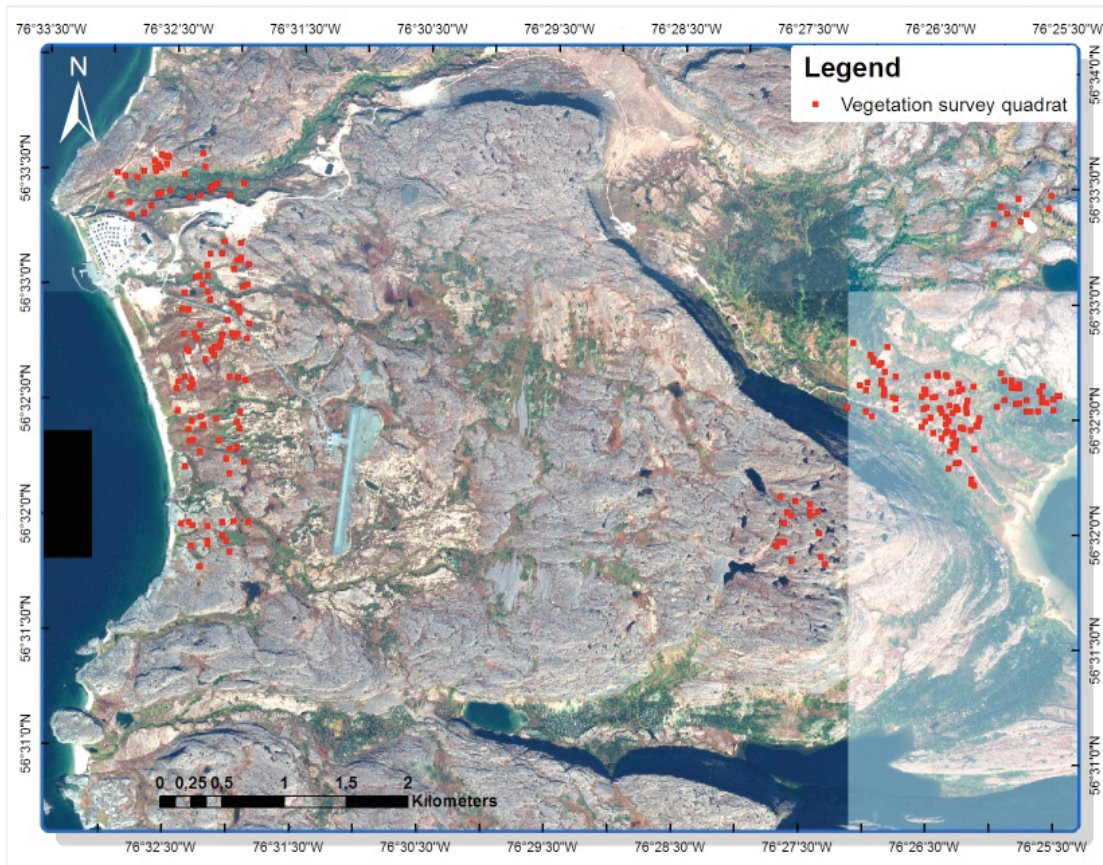 76°33'30"W 76°32'30"W 76°31'30"W 76°30'30"W 76°29'30"W 76°28'30"W 76°27'30"W 76°26'30"W 76°25'30"W
N
Legend
Vegetation survey quadrat
56°34'0"N
56°33'30"N
56°33'30"N
56°33'0"N
56°33'0"N
56°32'30"N
56°32'30"N
56°32'0"N
56°32'0"N
56°31'30"N
56°31'30"N
56°31'0"N
56°31'0"N
0 0,25 0,5 1 1,5 2
Kilometers
76°32'30"W 76°31'30"W 76°30'30"W 76°29'30"W 76°28'30"W 76°27'30"W 76°26'30"W 76°25'30"W